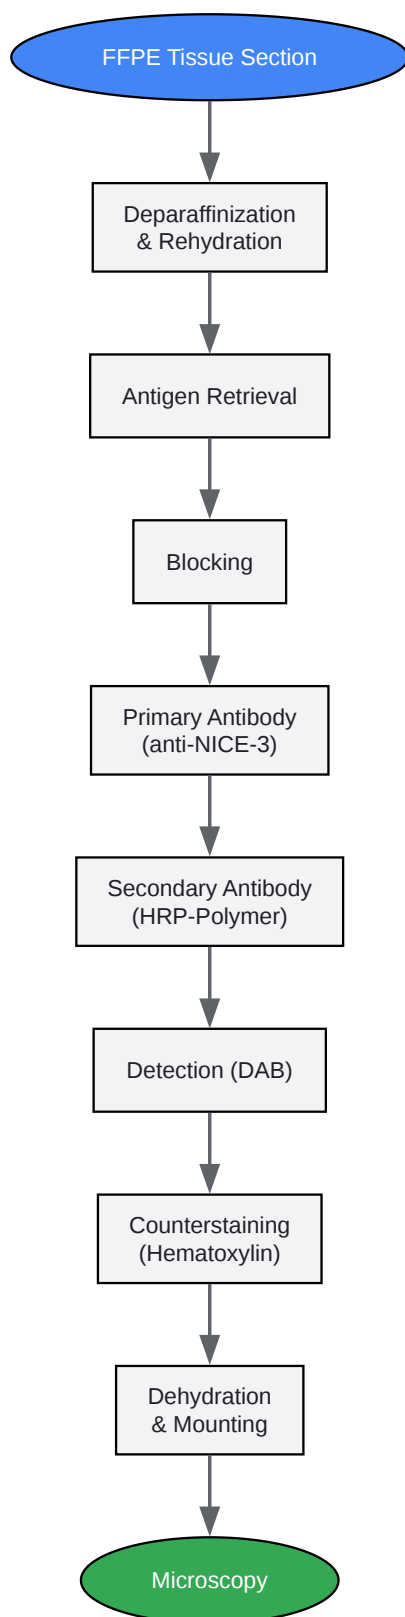 FFPE Tissue Section
Deparaffinization
& Rehydration
Antigen Retrieval
Blocking
Primary Antibody
(anti-NICE-3)
Secondary Antibody
(HRP-Polymer)
Detection (DAB)
Counterstaining
(Hematoxylin)
Dehydration
& Mounting
Microscopy